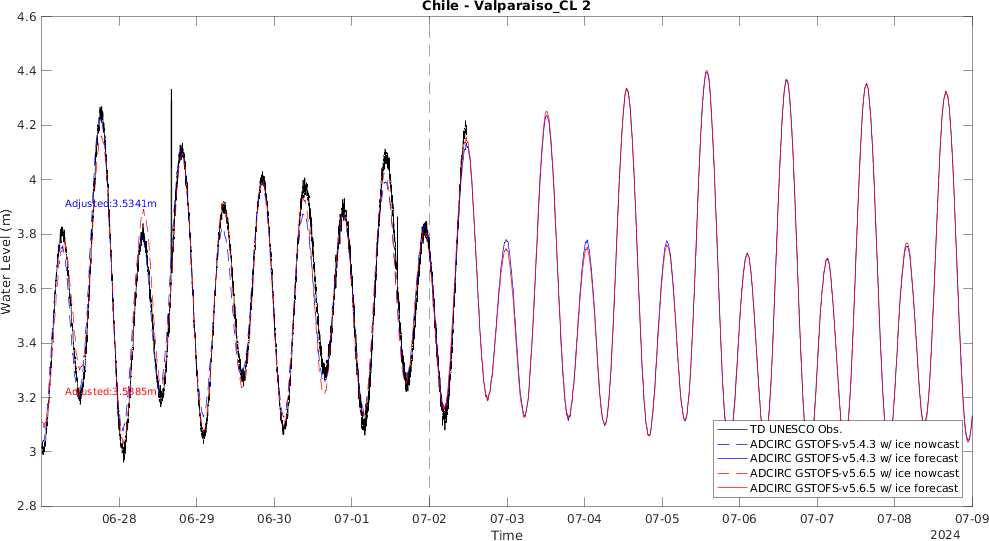 Chile - Valparaiso_CL 2
Water Level (m)
4.6
4.4
4.2
4
3.8
3.6
3.4
3.2
3
2.8
Adjusted:3.5341m
Adjusted:3.5385m
TD UNESCO Obs.
ADCIRC GSTOFS-v5.4.3 w/ ice nowcast
ADCIRC GSTOFS-v5.4.3 w/ ice forecast
ADCIRC GSTOFS-v5.6.5 w/ ice nowcast
ADCIRC GSTOFS-v5.6.5 w/ ice forecast
06-28 06-29 06-30 07-01 07-02 07-03 07-04 07-05 07-06 07-07 07-08 07-09
Time
2024